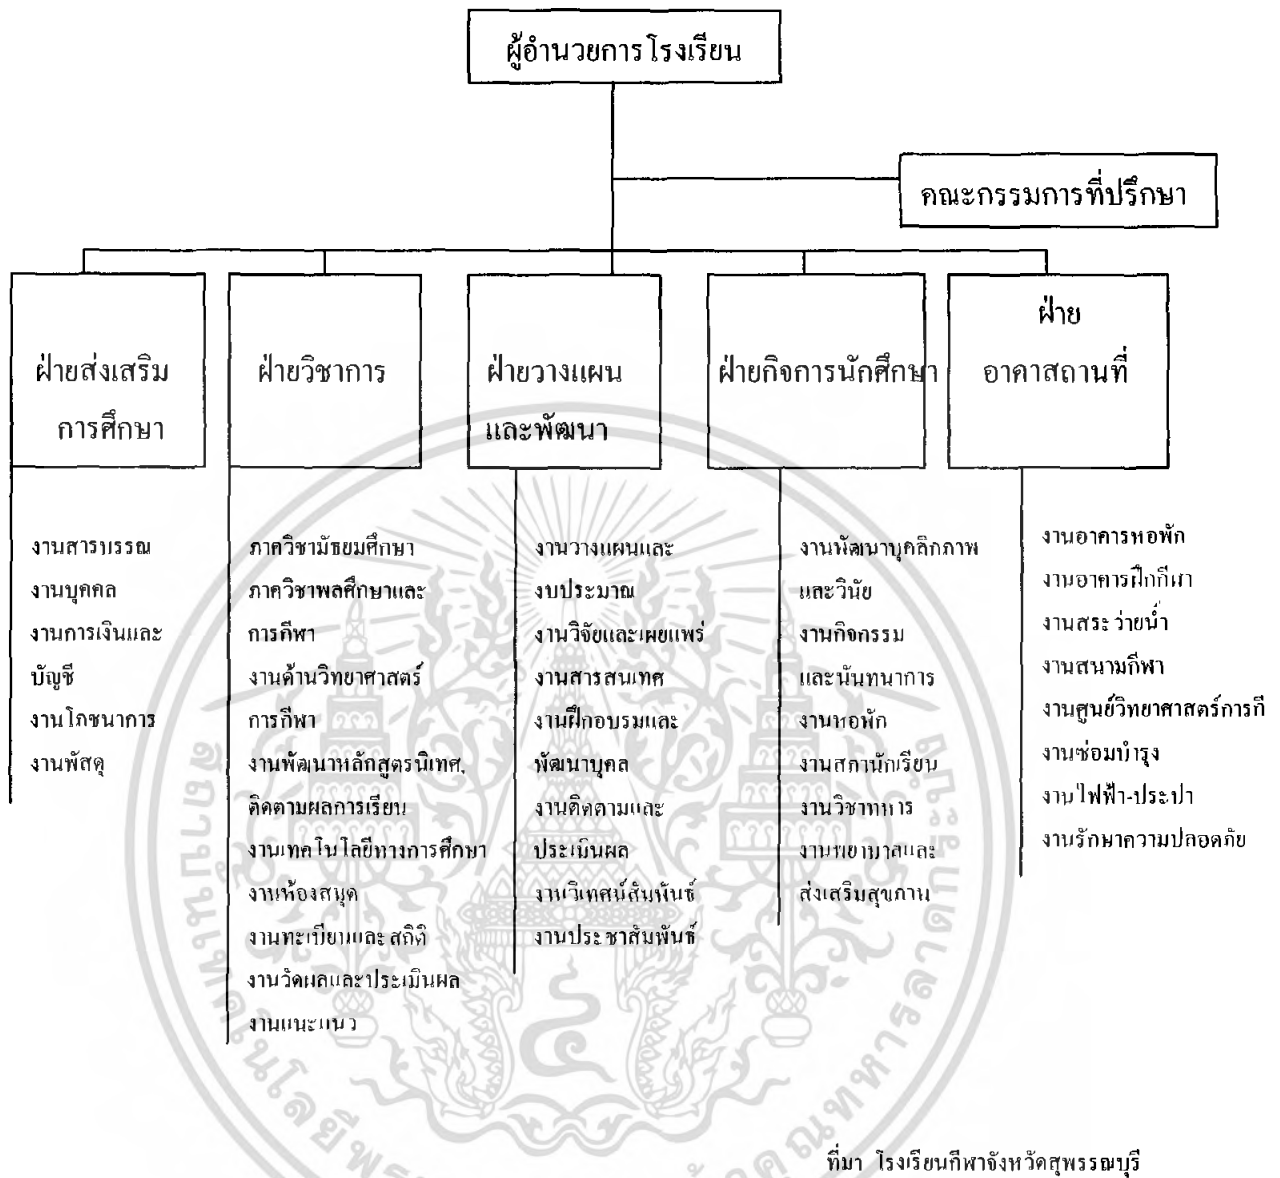 ผู้อำนวยการโรงเรียน
คณะกรรมการที่ปรึกษา
ฝ่ายส่งเสริม
การศึกษา
งานสารบรรณ
งานบุคคล
งานการเงินและ
บัญชี
งานโภชนาการ
งานพัสดุ
ฝ่ายวิชาการ
ภาควิชามัธยมศึกษา
ภาควิชาพลศึกษาและ
การกีฬา
งานด้านวิทยาศาสตร์
การกีฬา
งานพัฒนาหลักสูตรนิเทศ,
ติดตามผลการเรียน
งานเทคโนโลยีทางการศึกษา
งานห้องสมุด
งานทะเบียนและสถิติ
งานวัดผลและประเมินผล
งานแนะแนว
ฝ่ายวางแผน
และพัฒนา
งานวางแผนและ
งบประมาณ
งานวิจัยและเผยแพร่
งานสารสนเทศ
งานฝึกอบรมและ
พัฒนาบุคล
งานติดตามและ
ประเมินผล
งานวิเทศน์สัมพันธ์
งานประชาสัมพันธ์
ฝ่ายกิจการนักศึกษา
งานพัฒนาบุคลิกภาพ
และวินัย
งานกิจกรรม
และนันทนาการ
งานหอพัก
งานสภานักเรียน
งานวิชาทหาร
งานพยาบาลและ
ส่งเสริมสุขภาพ
ฝ่าย
อาคาสถานที่
งานอาคารหอพัก
งานอาคารฝึกกีฬา
งานสระว่ายน้ำ
งานสนามกีฬา
งานศูนย์วิทยาศาสตร์การกี
งานซ่อมบำรุง
งานไฟฟ้า-ประปา
งานรักษาความปลอดภัย
ที่มา โรงเรียนกีฬาจังหวัดสุพรรณบุรี